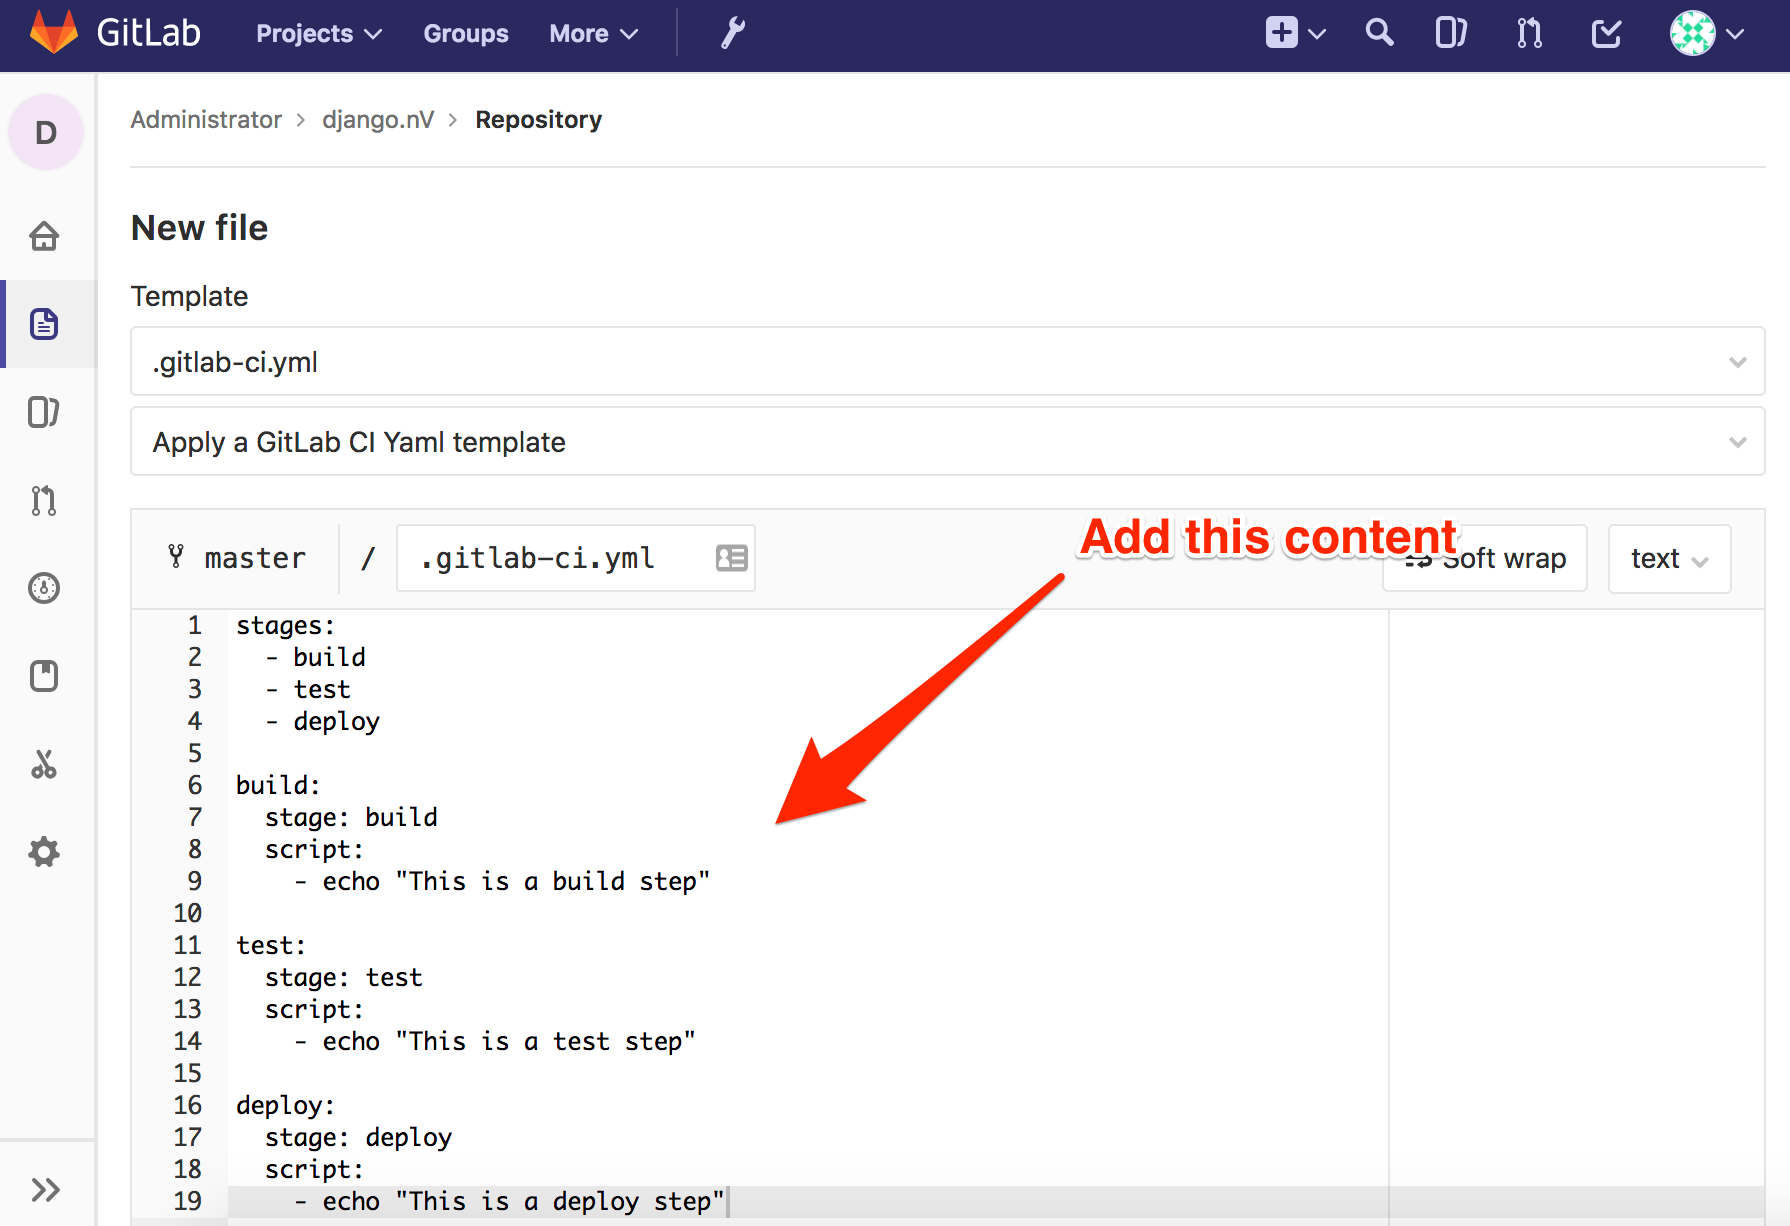 GitLab Projects Groups More
D
Administrator > django.nV > Repository
New file
Template
.gitlab-ci.yml
Apply a GitLab CI Yaml template
Add this content
master / .gitlab-ci.yml Soft wrap text
1 stages:
2   - build
3   - test
4   - deploy
5
6 build:
7   stage: build
8   script:
9     - echo "This is a build step"
10
11 test:
12   stage: test
13   script:
14     - echo "This is a test step"
15
16 deploy:
17   stage: deploy
18   script:
19     - echo "This is a deploy step"